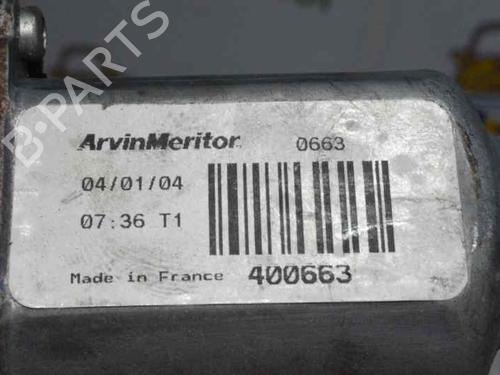 ArvinMeritor 0663
04/01/04
07:36 T1
Made in France 400663
B-PARTS